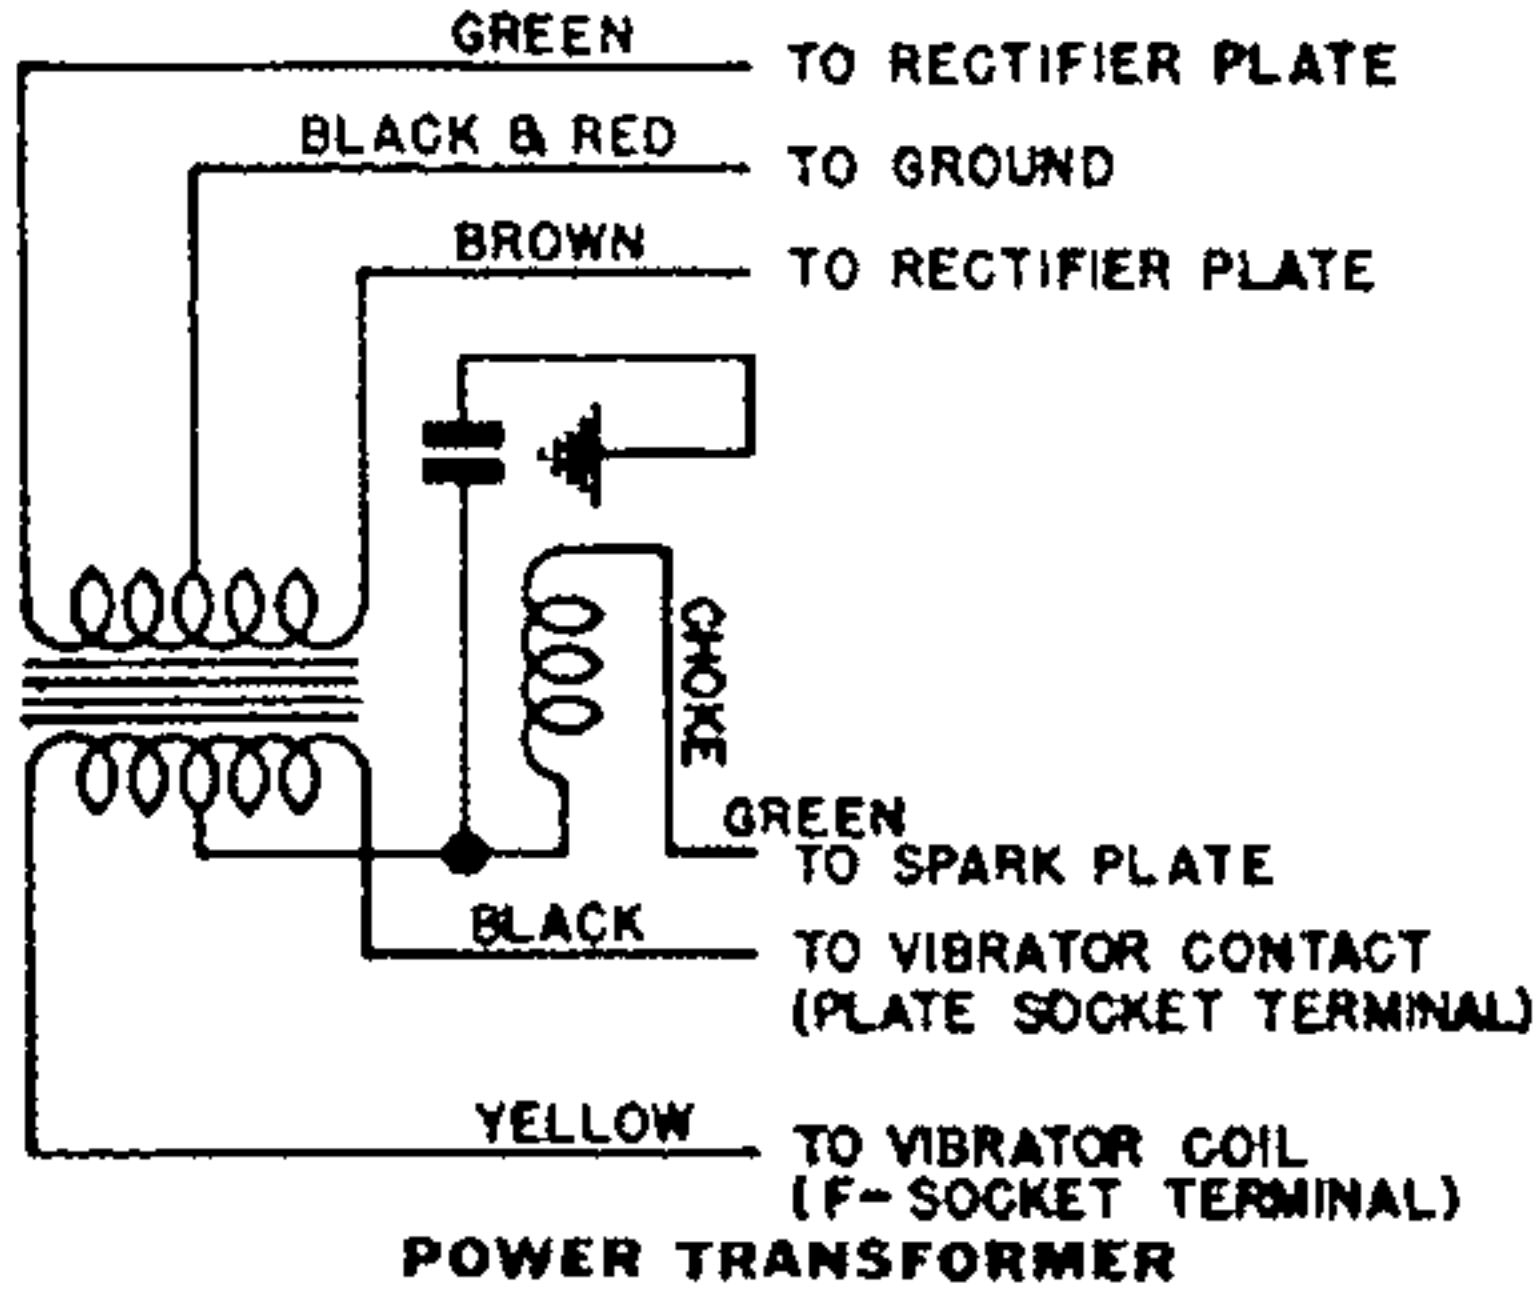 GREEN TO RECTIFIER PLATE
BLACK & RED TO GROUND
BROWN TO RECTIFIER PLATE
CHOKE
GREEN
TO SPARK PLATE
BLACK TO VIBRATOR CONTACT
(PLATE SOCKET TERMINAL)
YELLOW TO VIBRATOR COIL
(F- SOCKET TERMINAL)
POWER TRANSFORMER